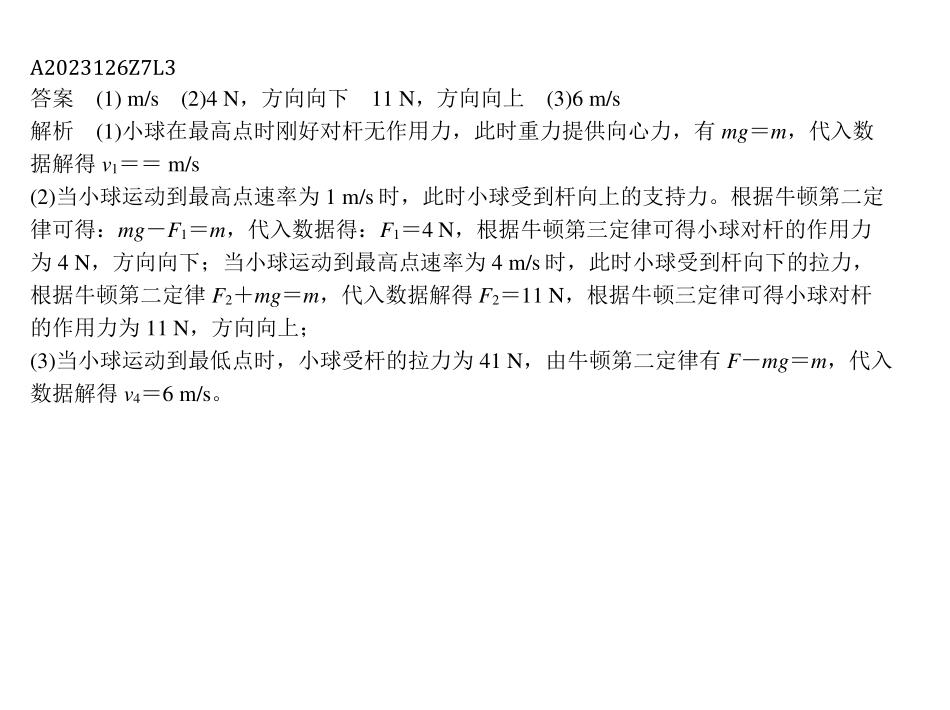 A2023126Z7L3
答案　(1) m/s　(2)4 N，方向向下　11 N，方向向上　(3)6 m/s
解析　(1)小球在最高点时刚好对杆无作用力，此时重力提供向心力，有 mg＝m，代入数
据解得 v₁＝＝ m/s
(2)当小球运动到最高点速率为 1 m/s 时，此时小球受到杆向上的支持力。根据牛顿第二定
律可得：mg－F₁＝m，代入数据得：F₁＝4 N，根据牛顿第三定律可得小球对杆的作用力
为 4 N，方向向下；当小球运动到最高点速率为 4 m/s 时，此时小球受到杆向下的拉力，
根据牛顿第二定律 F₂＋mg＝m，代入数据解得 F₂＝11 N，根据牛顿三定律可得小球对杆
的作用力为 11 N，方向向上；
(3)当小球运动到最低点时，小球受杆的拉力为 41 N，由牛顿第二定律有 F－mg＝m，代入
数据解得 v₄＝6 m/s。